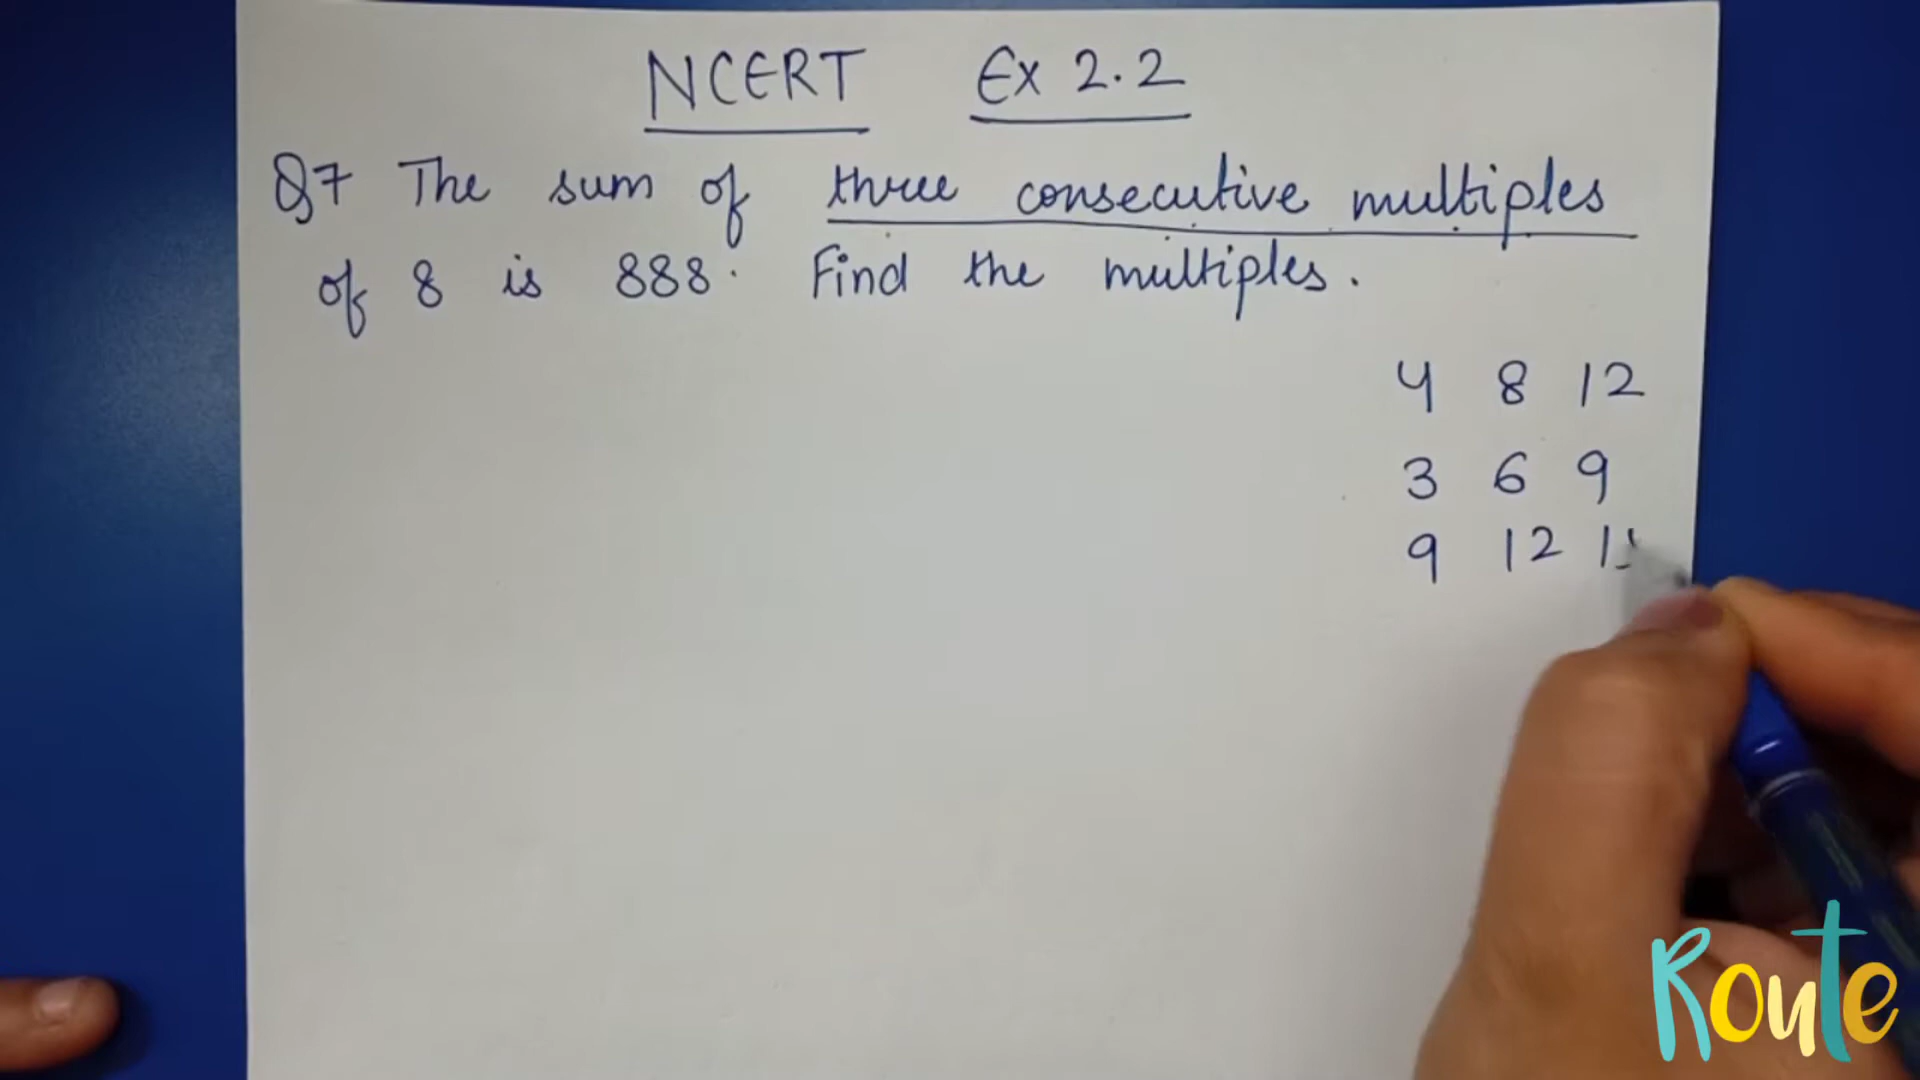 NCERT Ex 2.2
Q7 The sum of three consecutive multiples
of 8 is 888. Find the multiples.
4 8 12
3 6 9
9 12
Route